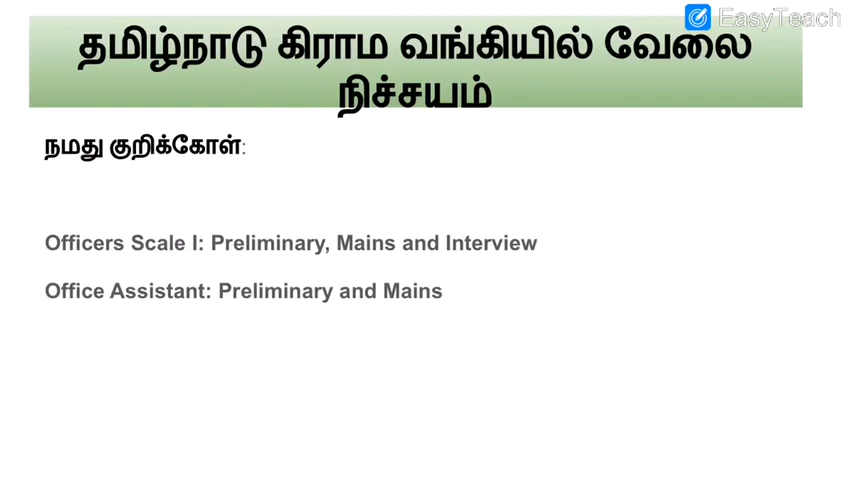 EasyTeach
தமிழ்நாடு கிராம வங்கியில் வேலை
நிச்சயம்
நமது குறிக்கோள்:
Officers Scale I: Preliminary, Mains and Interview
Office Assistant: Preliminary and Mains